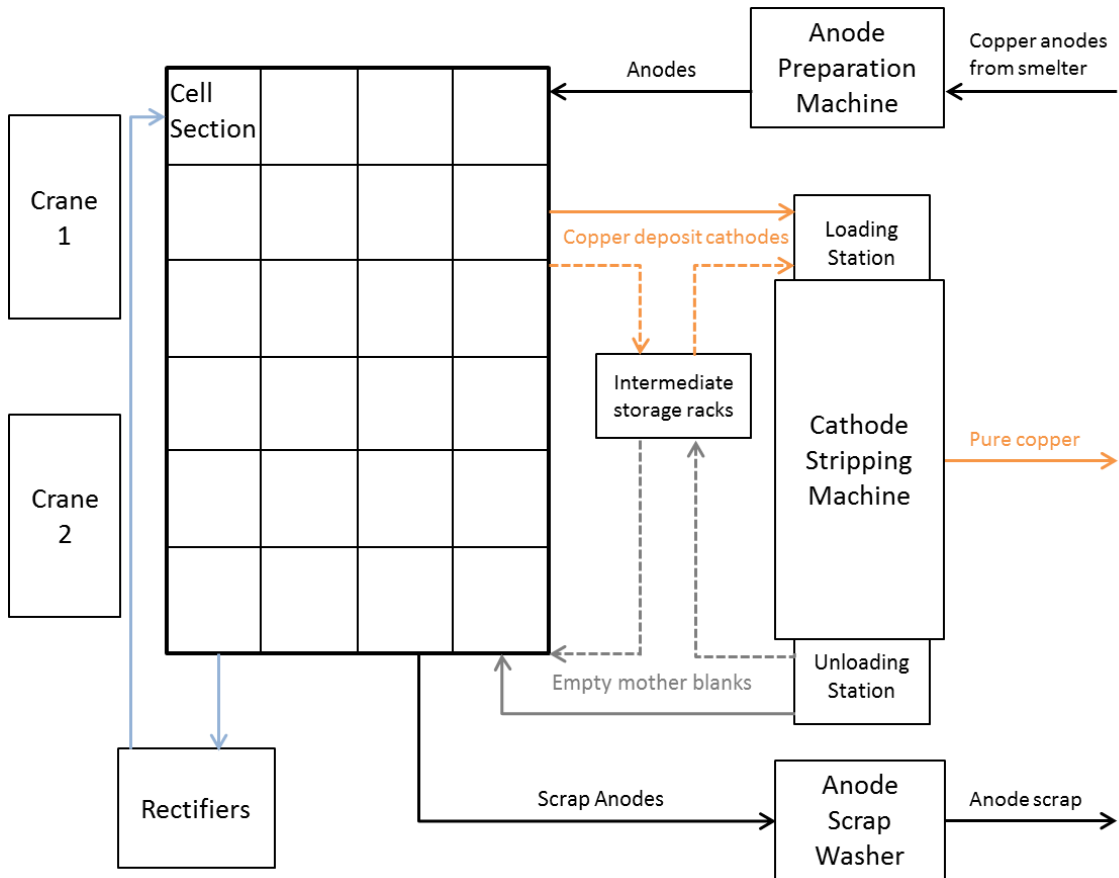 Anode
Preparation
Machine
Copper anodes
from smelter
Anodes
Cell
Section
Crane
1
Copper deposit cathodes
Loading
Station
Intermediate
storage racks
Cathode
Stripping
Machine
Pure copper
Crane
2
Unloading
Station
Empty mother blanks
Rectifiers
Scrap Anodes
Anode
Scrap
Washer
Anode scrap